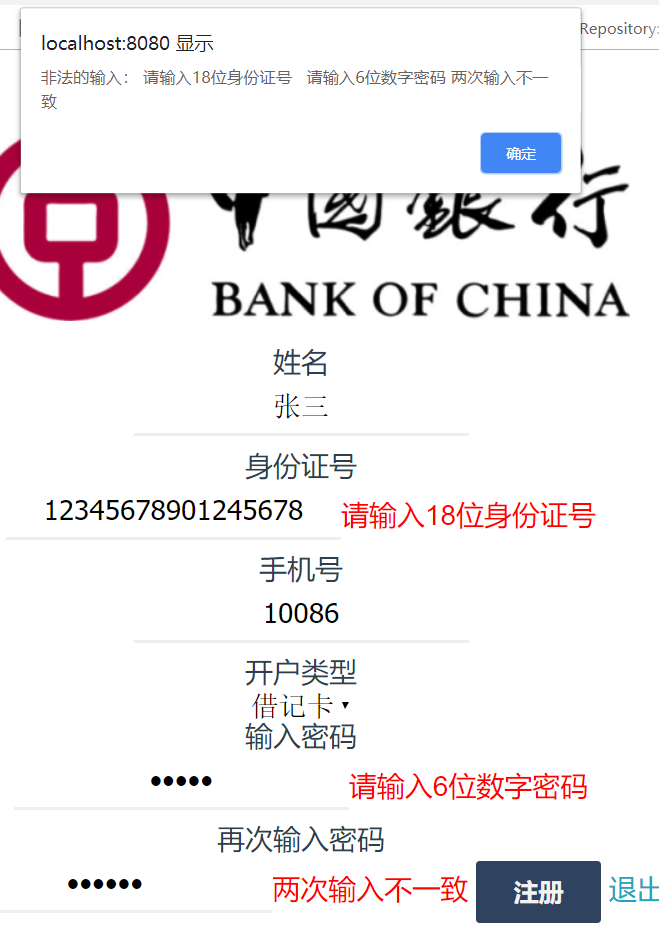 localhost:8080 显示
Repository:
非法的输入： 请输入18位身份证号 请输入6位数字密码 两次输入不一
致
确定
中國銀行
BANK OF CHINA
姓名
张三
身份证号
12345678901245678 请输入18位身份证号
手机号
10086
开户类型
借记卡
输入密码
••••• 请输入6位数字密码
再次输入密码
•••••• 两次输入不一致 注册 退出